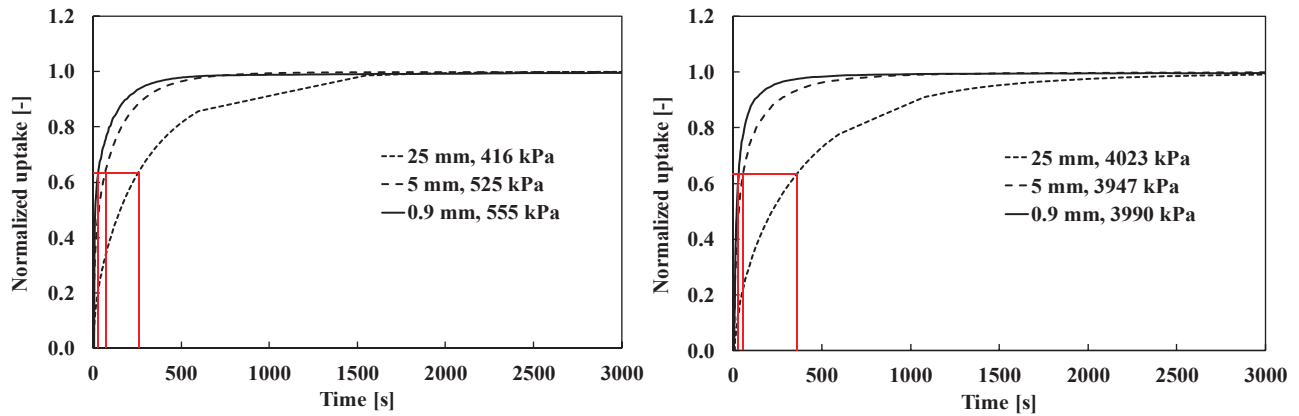 1.2
1.0
0.8
0.6
0.4
0.2
0.0
Normalized uptake [-]
25 mm, 416 kPa
5 mm, 525 kPa
0.9 mm, 555 kPa
0 500 1000 1500 2000 2500 3000
Time [s]
1.2
1.0
0.8
0.6
0.4
0.2
0.0
Normalized uptake [-]
25 mm, 4023 kPa
5 mm, 3947 kPa
0.9 mm, 3990 kPa
0 500 1000 1500 2000 2500 3000
Time [s]